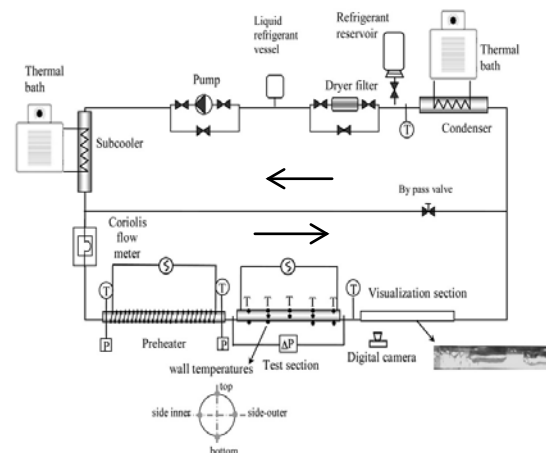 Liquid
refrigerant
vessel
Refrigerant
reservoir
Thermal
bath
Thermal
bath
Pump
Dryer filter
T
Condenser
Subcooler
By pass valve
Coriolis
flow
meter
S
S
T
T
T T T T T
T
Visualization section
P
Preheater
P
ΔP
Test section
Digital camera
wall temperatures
top
side inner
side-outer
bottom